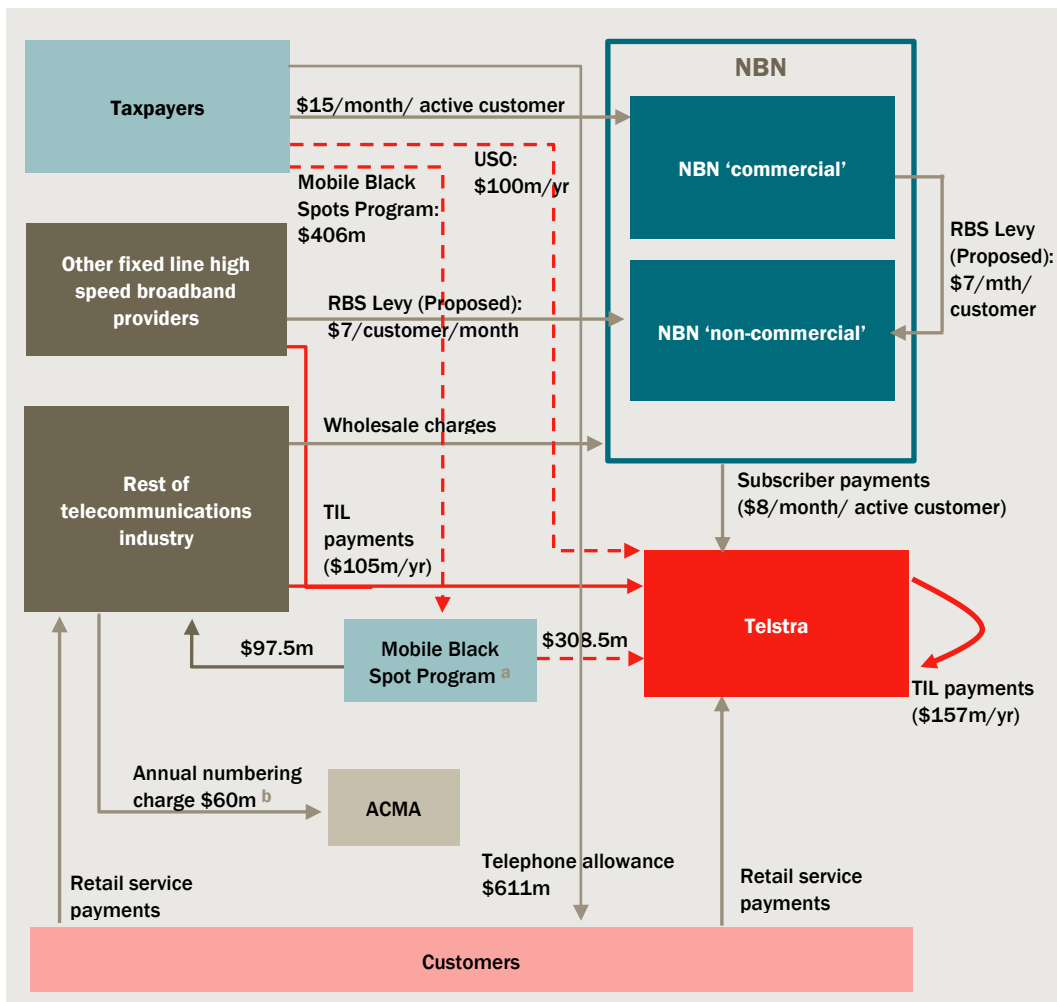 NBN
Taxpayers
$15/month/ active customer
NBN ‘commercial’
USO:
$100m/yr
Mobile Black
Spots Program:
$406m
RBS Levy
(Proposed):
$7/mth/
customer
Other fixed line high
speed broadband
providers
RBS Levy (Proposed):
$7/customer/month
NBN ‘non-commercial’
Wholesale charges
Rest of
telecommunications
industry
Subscriber payments
($8/month/ active customer)
TIL
payments
($105m/yr)
Telstra
$97.5m
Mobile Black
Spot Program a
$308.5m
TIL payments
($157m/yr)
Annual numbering
charge $60m b
ACMA
Telephone allowance
$611m
Retail service
payments
Retail service
payments
Customers